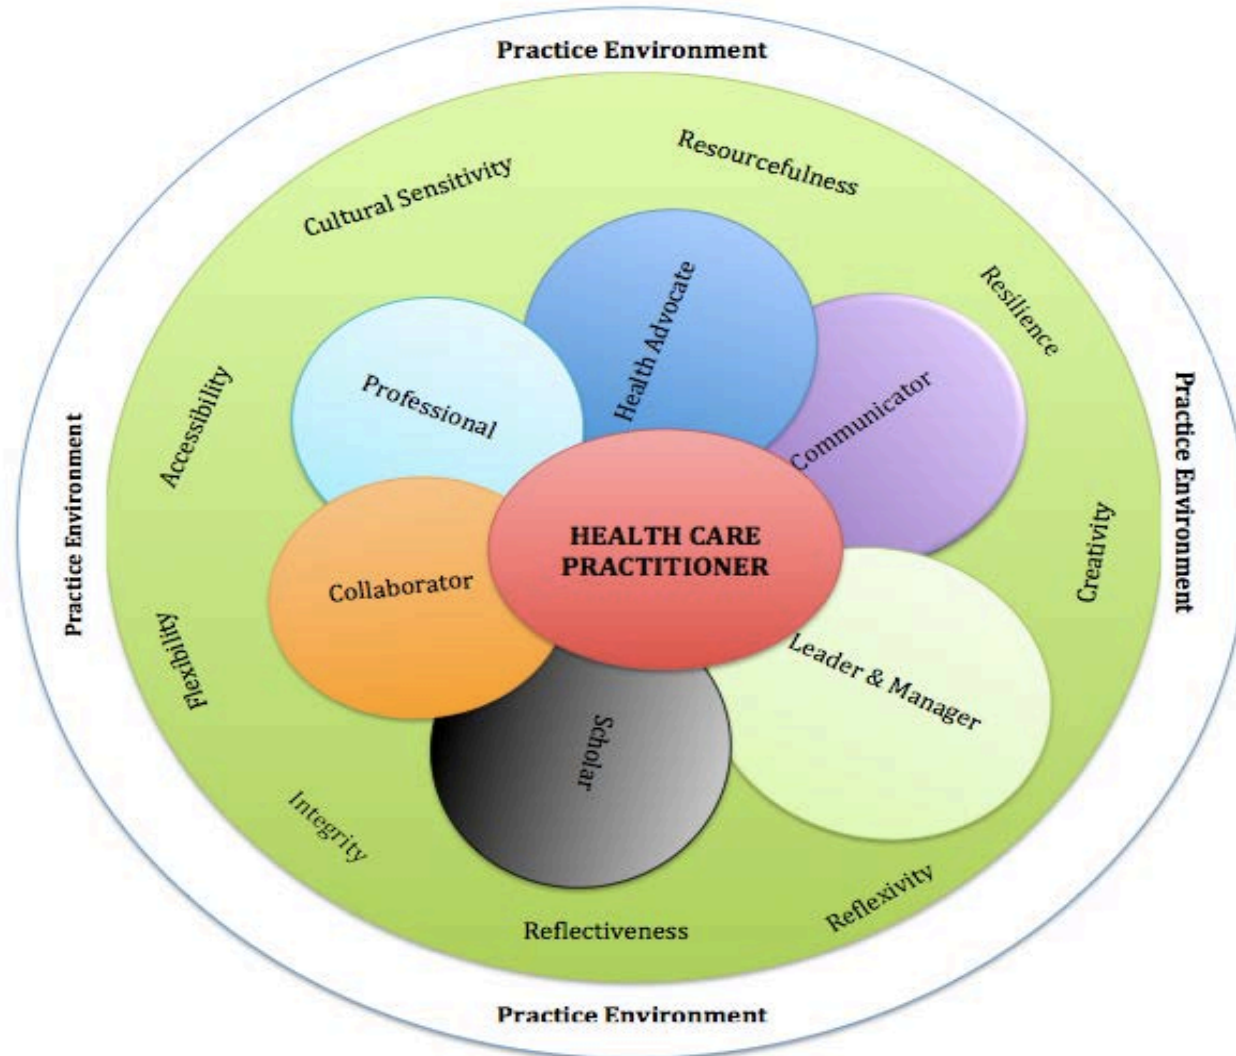 Practice Environment
Cultural Sensitivity
Resourcefulness
Resilience
Health Advocate
Professional
Communicator
Accessibility
Practice Environment
Practice Environment
HEALTH CARE
PRACTITIONER
Creativity
Collaborator
Flexibility
Leader & Manager
Scholar
Integrity
Reflexivity
Reflectiveness
Practice Environment